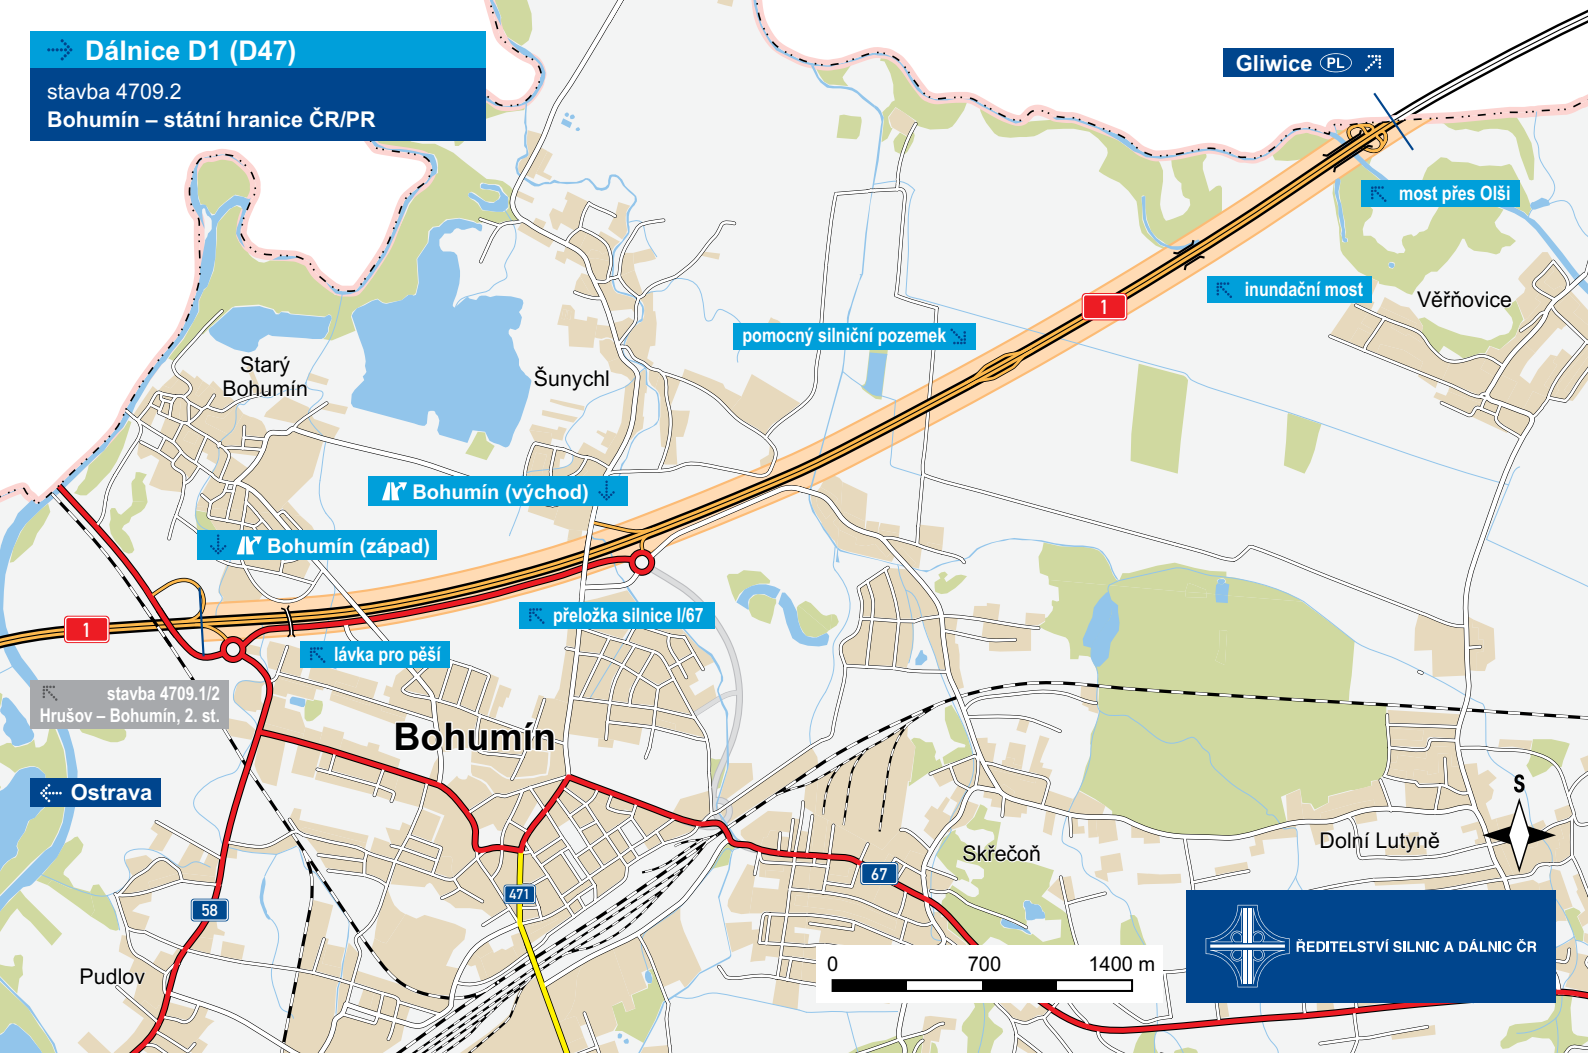 Dálnice D1 (D47)
stavba 4709.2
Bohumín – státní hranice ČR/PR
Gliwice PL
most přes Olši
inundační most
Věřňovice
1
pomocný silniční pozemek
Starý
Bohumín
Šunychl
Bohumín (východ)
Bohumín (západ)
přeložka silnice I/67
1
lávka pro pěší
stavba 4709.1/2
Hrušov – Bohumín, 2. st.
Bohumín
Ostrava
S
Dolní Lutyně
Skřečoň
67
471
58
Pudlov
0 700 1400 m
ŘEDITELSTVÍ SILNIC A DÁLNIC ČR